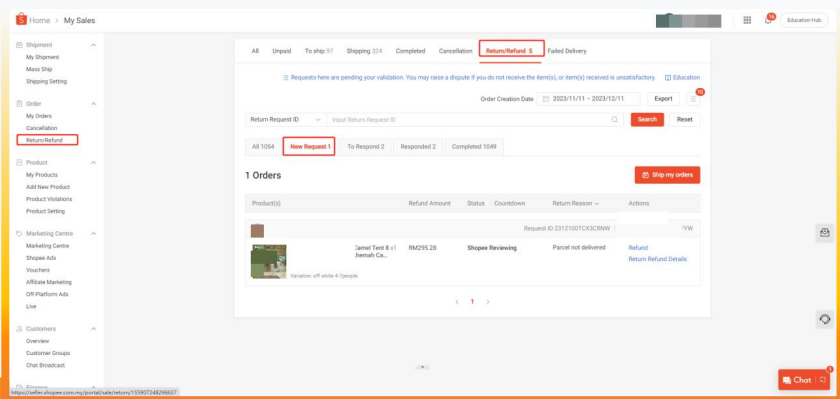 Home > My Sales
16
Education Hub
Shipment
My Shipment
Mass Ship
Shipping Setting
Order
My Orders
Cancellation
Return/Refund
Product
My Products
Add New Product
Product Violations
Product Setting
Marketing Centre
Marketing Centre
Shopee Ads
Vouchers
Affiliate Marketing
Off-Platform Ads
Live
Customers
Overview
Customer Groups
Chat Broadcast
Finance
https://seller.shopee.com.my/portal/sale/return/155907248296637
All Unpaid To ship 97 Shipping 324 Completed Cancellation Return/Refund 5 Failed Delivery
Requests here are pending your validation. You may raise a dispute if you do not receive the item(s), or item(s) received is unsatisfactory. Education
Order Creation Date 2023/11/11 – 2023/12/11 Export
10
Return Request ID Input Return Request ID Search Reset
All 1054 New Request 1 To Respond 2 Responded 2 Completed 1049
1 Orders Ship my orders
Product(s) Refund Amount Status Countdown Return Reason Actions
Request ID 2312100TCX3CRNW YW
Camel Tent 8 x1 RM295.28 Shopee Reviewing Parcel not delivered Refund
Khemah Ca... Return Refund Details
Variation: off white 4-7people
< 1 >
Chat